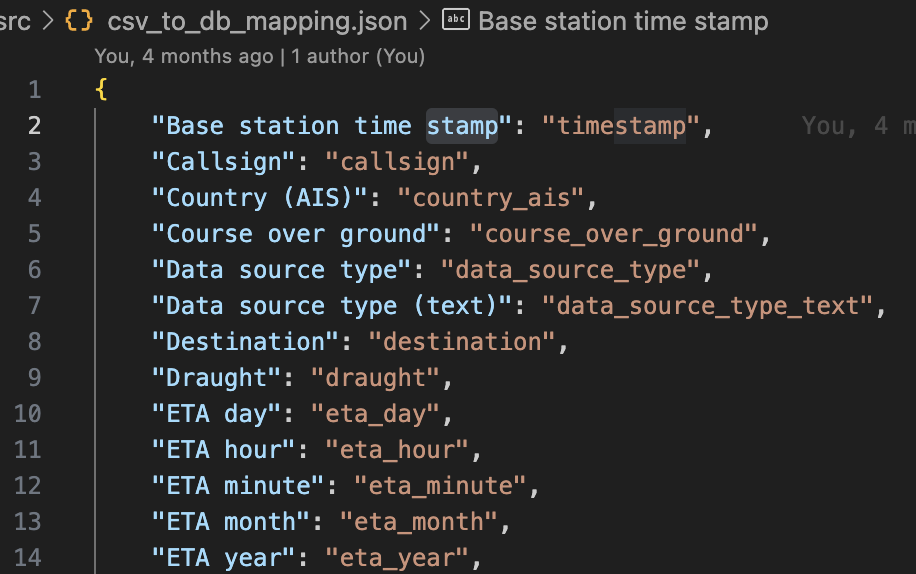 src > {} csv_to_db_mapping.json > abc Base station time stamp
You, 4 months ago | 1 author (You)
1 {
2 "Base station time stamp": "timestamp", You, 4 m
3 "Callsign": "callsign",
4 "Country (AIS)": "country_ais",
5 "Course over ground": "course_over_ground",
6 "Data source type": "data_source_type",
7 "Data source type (text)": "data_source_type_text",
8 "Destination": "destination",
9 "Draught": "draught",
10 "ETA day": "eta_day",
11 "ETA hour": "eta_hour",
12 "ETA minute": "eta_minute",
13 "ETA month": "eta_month",
14 "ETA year": "eta_year",